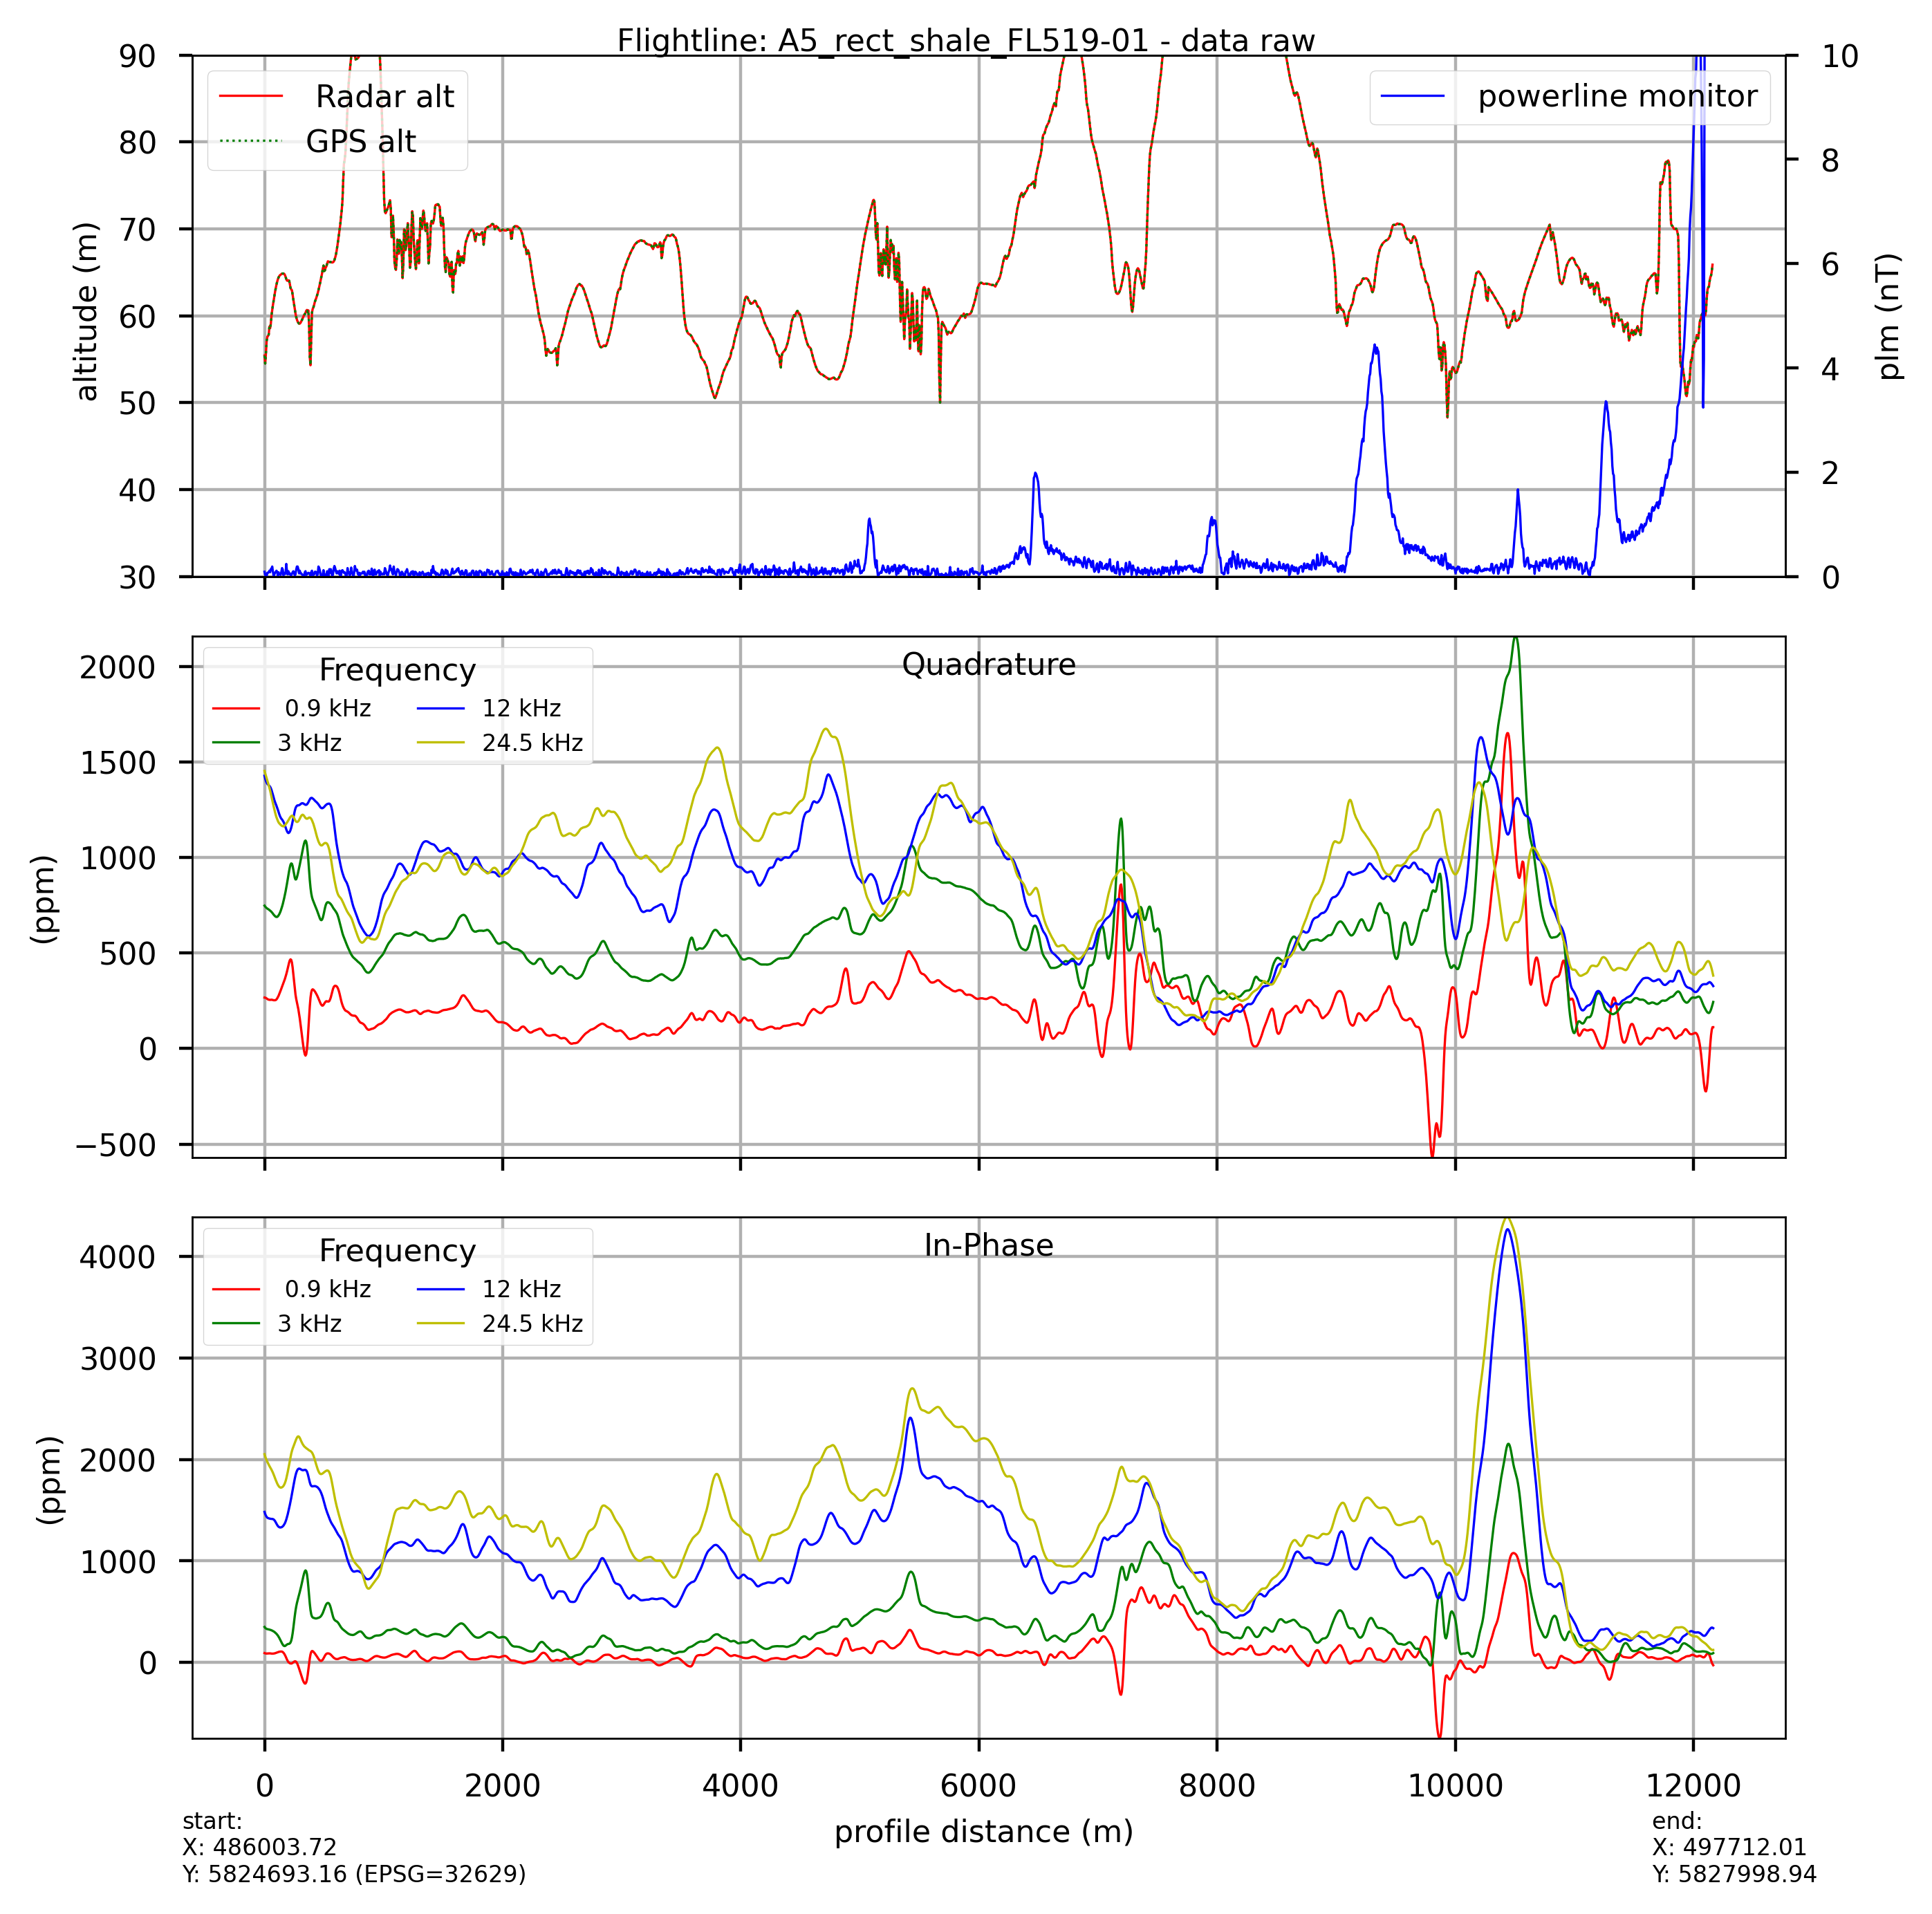 Flightline: A5_rect_shale_FL519-01 - data raw
90
80
70
60
50
40
30
altitude (m)
Radar alt
GPS alt
powerline monitor
10
8
6
4
2
0
plm (nT)
Quadrature
Frequency
0.9 kHz
3 kHz
12 kHz
24.5 kHz
2000
1500
1000
500
0
−500
(ppm)
In-Phase
Frequency
0.9 kHz
3 kHz
12 kHz
24.5 kHz
4000
3000
2000
1000
0
(ppm)
0 2000 4000 6000 8000 10000 12000
profile distance (m)
start:
X: 486003.72
Y: 5824693.16 (EPSG=32629)
end:
X: 497712.01
Y: 5827998.94